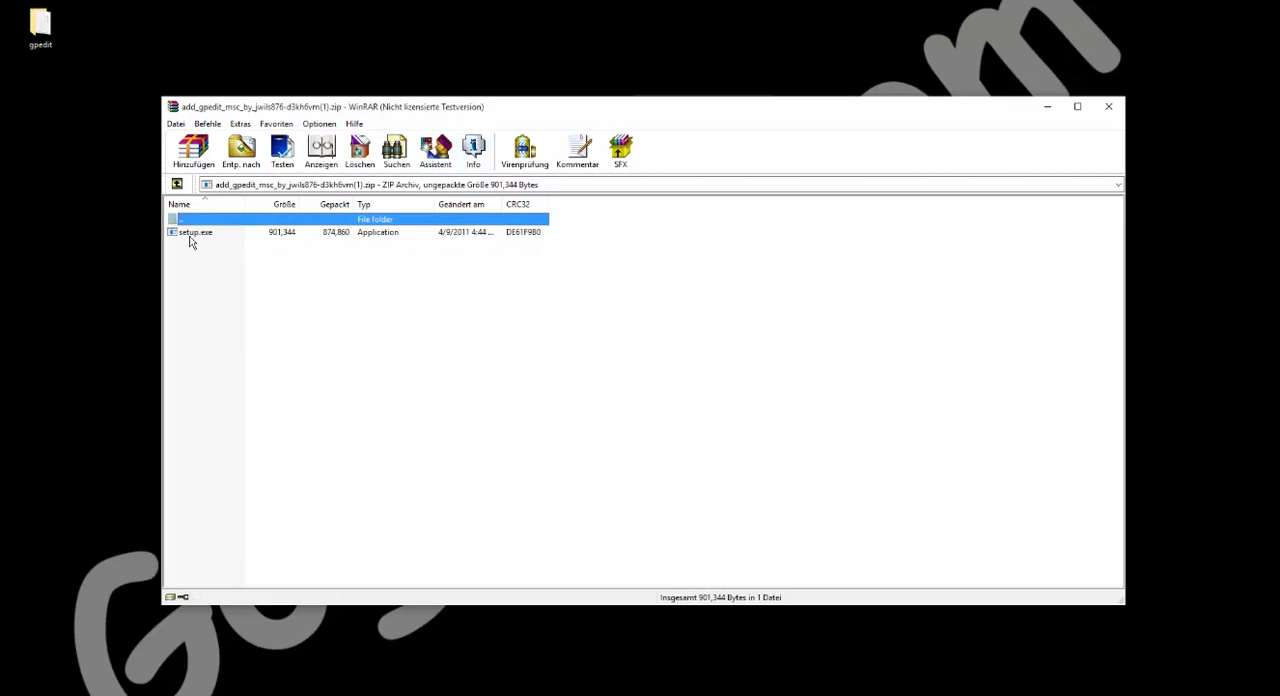 gpedit
add_gpedit_msc_by_jwils876-d3kh6vm(1).zip - WinRAR (Nicht lizensierte Testversion)
Datei Befehle Extras Favoriten Optionen Hilfe
Hinzufügen Entp. nach Testen Anzeigen Löschen Suchen Assistent Info Virenprüfung Kommentar SFX
add_gpedit_msc_by_jwils876-d3kh6vm(1).zip - ZIP Archiv, ungepackte Größe 901,344 Bytes
Name Größe Gepackt Typ Geändert am CRC32
.. File folder
setup.exe 901,344 874,860 Application 4/9/2011 4:44 ... DE61F9B0
Insgesamt 901,344 Bytes in 1 Datei